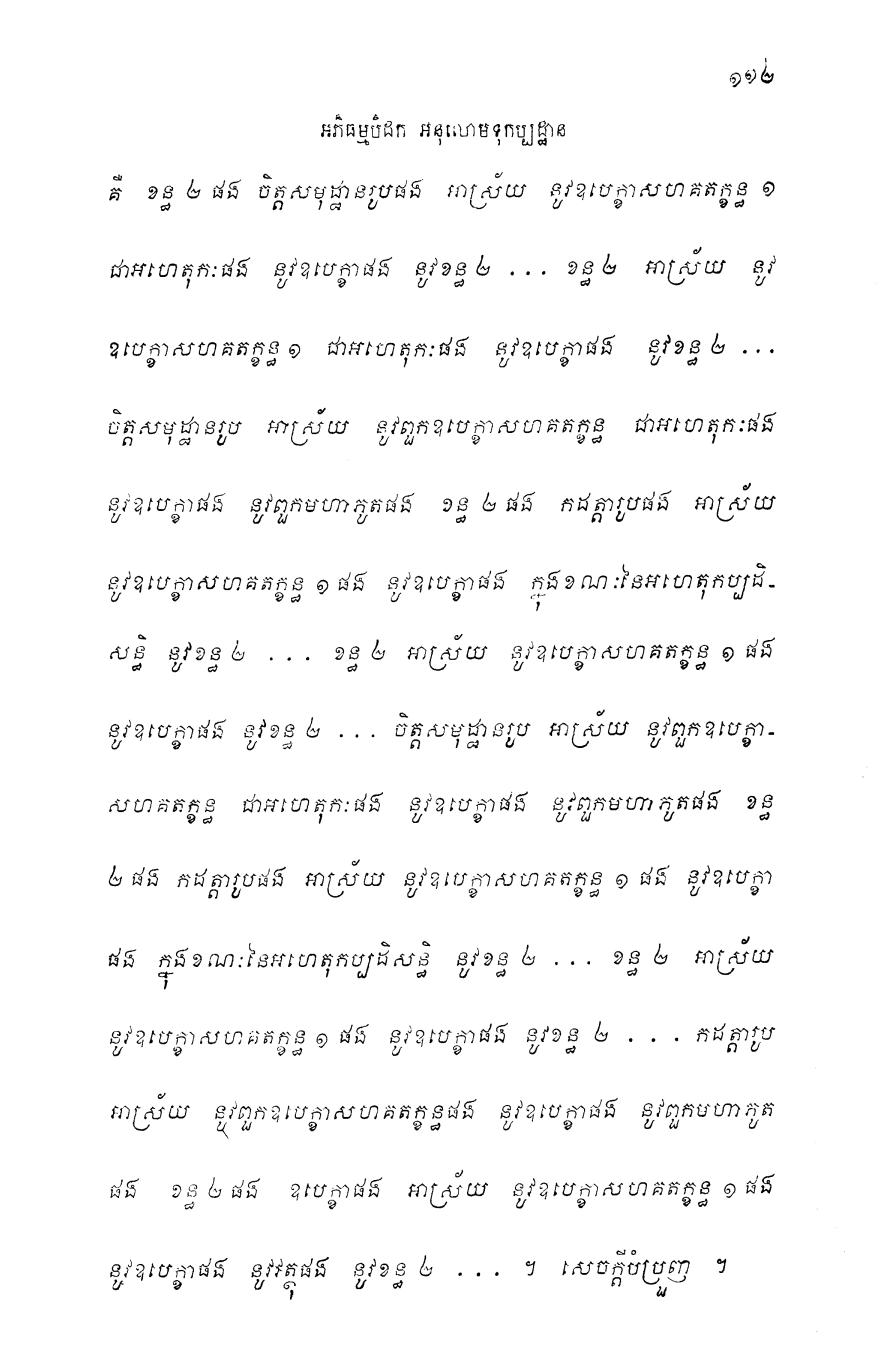 ១១២
អភិធម្មបិដក អនុលោមទុកប្បដ្ឋាន
គឺ ខន្ធ ២ ផង ចិត្តសមុដ្ឋានរូបផង អាស្រ័យ នូវឧបេក្ខាសហគតក្ខន្ធ ១
ជាអហេតុកៈផង នូវឧបេក្ខាផង នូវខន្ធ ២ ... ខន្ធ ២ អាស្រ័យ នូវ
ឧបេក្ខាសហគតក្ខន្ធ ១ ជាអហេតុកៈផង នូវឧបេក្ខាផង នូវខន្ធ ២ ...
ចិត្តសមុដ្ឋានរូប អាស្រ័យ នូវពួកឧបេក្ខាសហគតក្ខន្ធ ជាអហេតុកៈផង
នូវឧបេក្ខាផង នូវពួកមហាភូតផង ខន្ធ ២ ផង កដត្តារូបផង អាស្រ័យ
នូវឧបេក្ខាសហគតក្ខន្ធ ១ ផង នូវឧបេក្ខាផង ក្នុងខណៈនៃអហេតុកប្បដិ-
សន្ធិ នូវខន្ធ ២ ... ខន្ធ ២ អាស្រ័យ នូវឧបេក្ខាសហគតក្ខន្ធ ១ ផង
នូវឧបេក្ខាផង នូវខន្ធ ២ ... ចិត្តសមុដ្ឋានរូប អាស្រ័យ នូវពួកឧបេក្ខា-
សហគតក្ខន្ធ ជាអហេតុកៈផង នូវឧបេក្ខាផង នូវពួកមហាភូតផង ខន្ធ
២ ផង កដត្តារូបផង អាស្រ័យ នូវឧបេក្ខាសហគតក្ខន្ធ ១ ផង នូវឧបេក្ខា
ផង ក្នុងខណៈនៃអហេតុកប្បដិសន្ធិ នូវខន្ធ ២ ... ខន្ធ ២ អាស្រ័យ
នូវឧបេក្ខាសហគតក្ខន្ធ ១ ផង នូវឧបេក្ខាផង នូវខន្ធ ២ ... កដត្តារូប
អាស្រ័យ នូវពួកឧបេក្ខាសហគតក្ខន្ធផង នូវឧបេក្ខាផង នូវពួកមហាភូត
ផង ខន្ធ ២ ផង ឧបេក្ខាផង អាស្រ័យ នូវឧបេក្ខាសហគតក្ខន្ធ ១ ផង
នូវឧបេក្ខាផង នូវវត្ថុផង នូវខន្ធ ២ ... ។ សេចក្តីបំប្រួញ ។